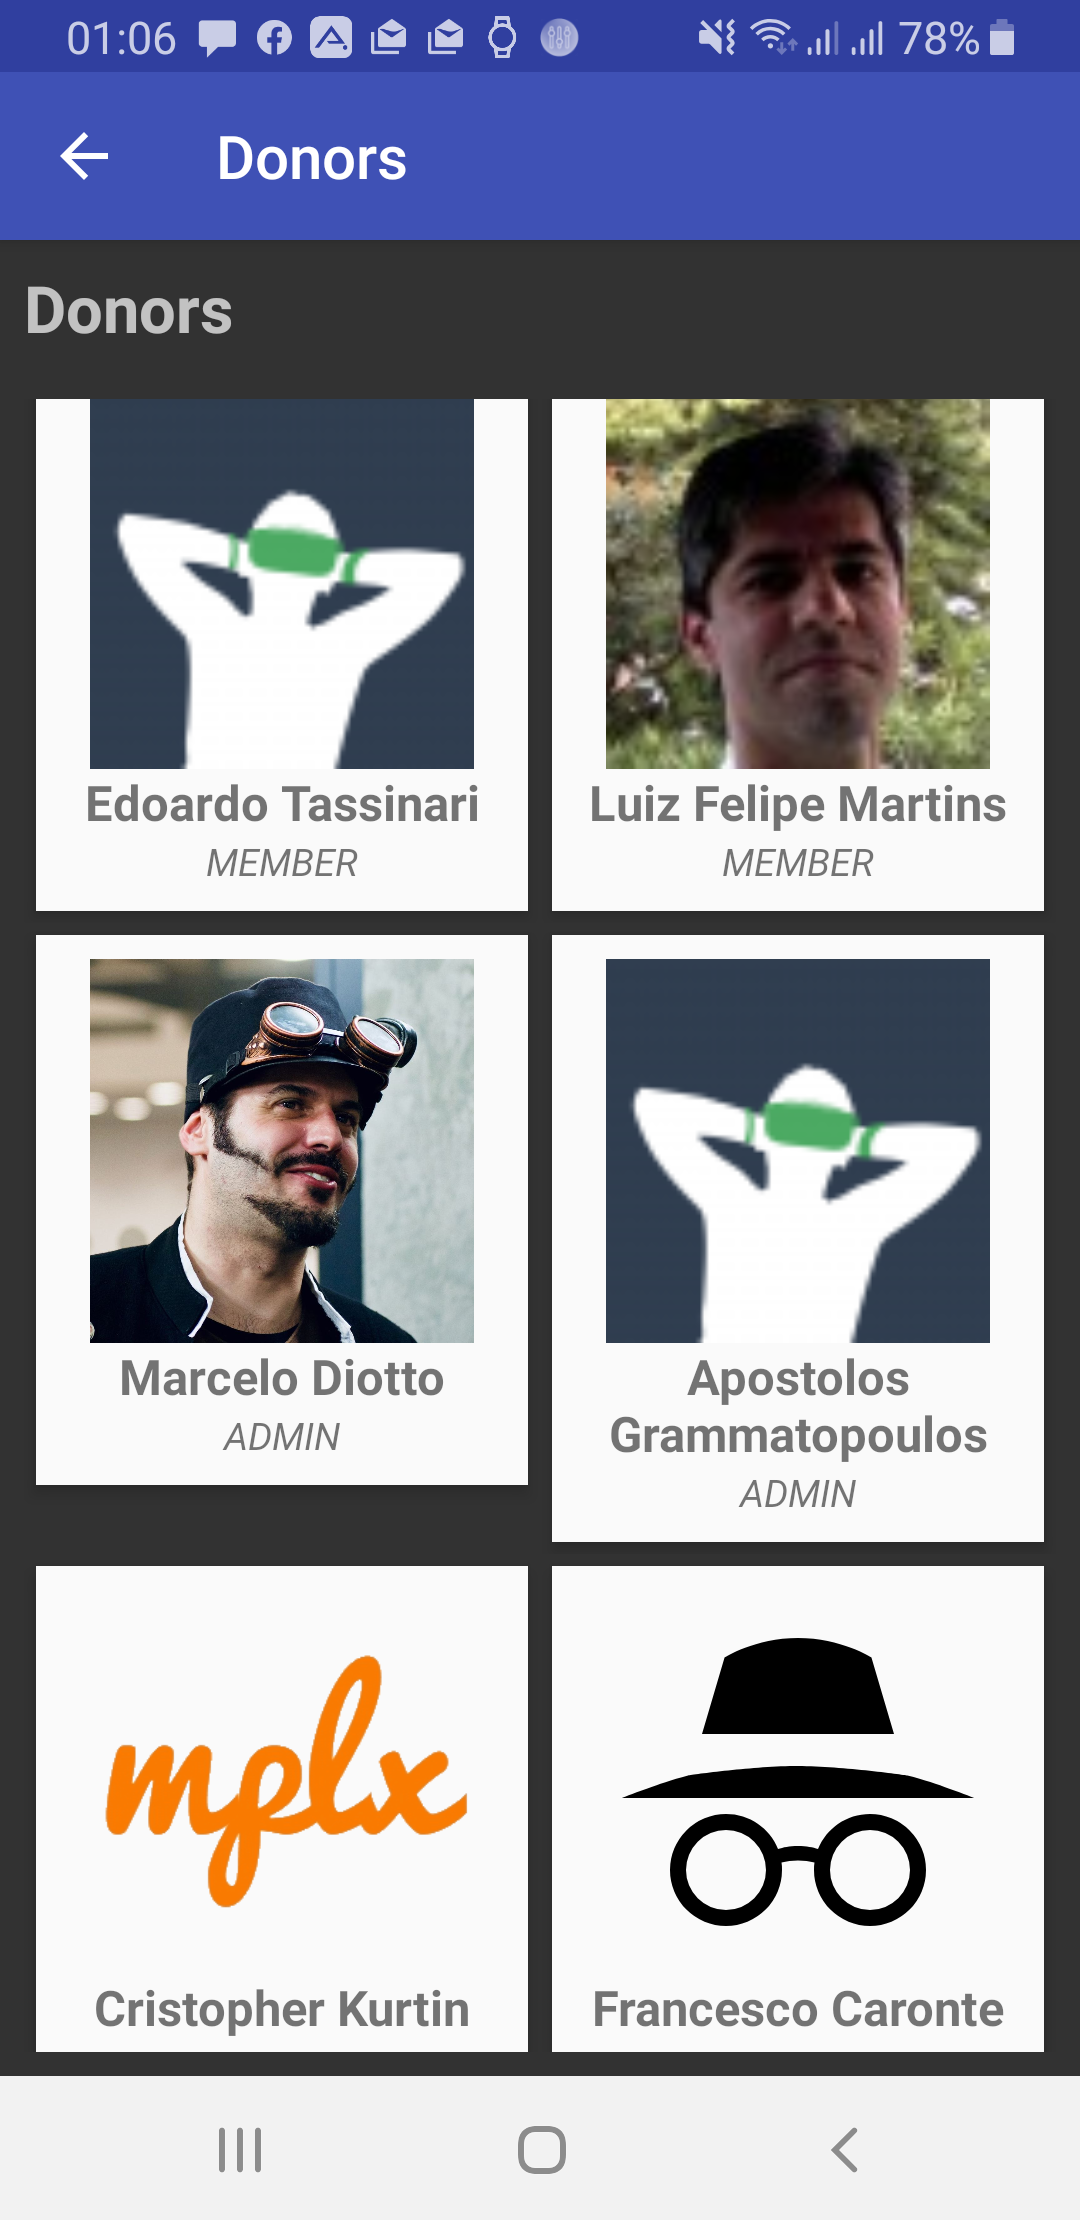 01:06 78%
Donors
Donors
Edoardo Tassinari
MEMBER
Luiz Felipe Martins
MEMBER
Marcelo Diotto
ADMIN
Apostolos
Grammatopoulos
ADMIN
mplx
Cristopher Kurtin
Francesco Caronte